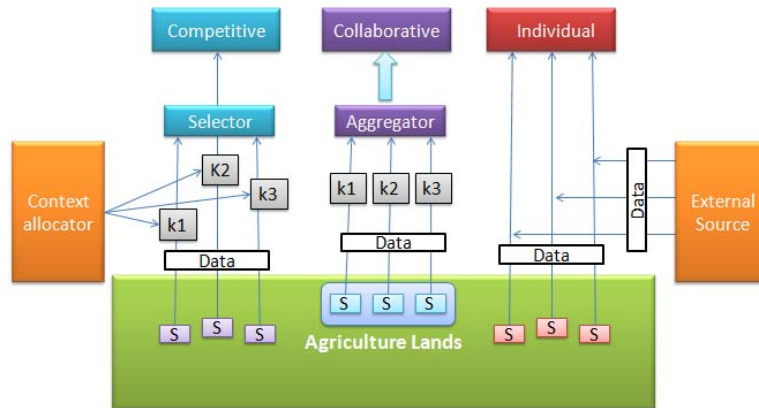 Competitive
Collaborative
Individual
Selector
Aggregator
Context
allocator
K2
k3
k1
k1
k2
k3
Data
Data
Data
Data
External
Source
S
S
S
S
S
S
S
S
S
Agriculture Lands